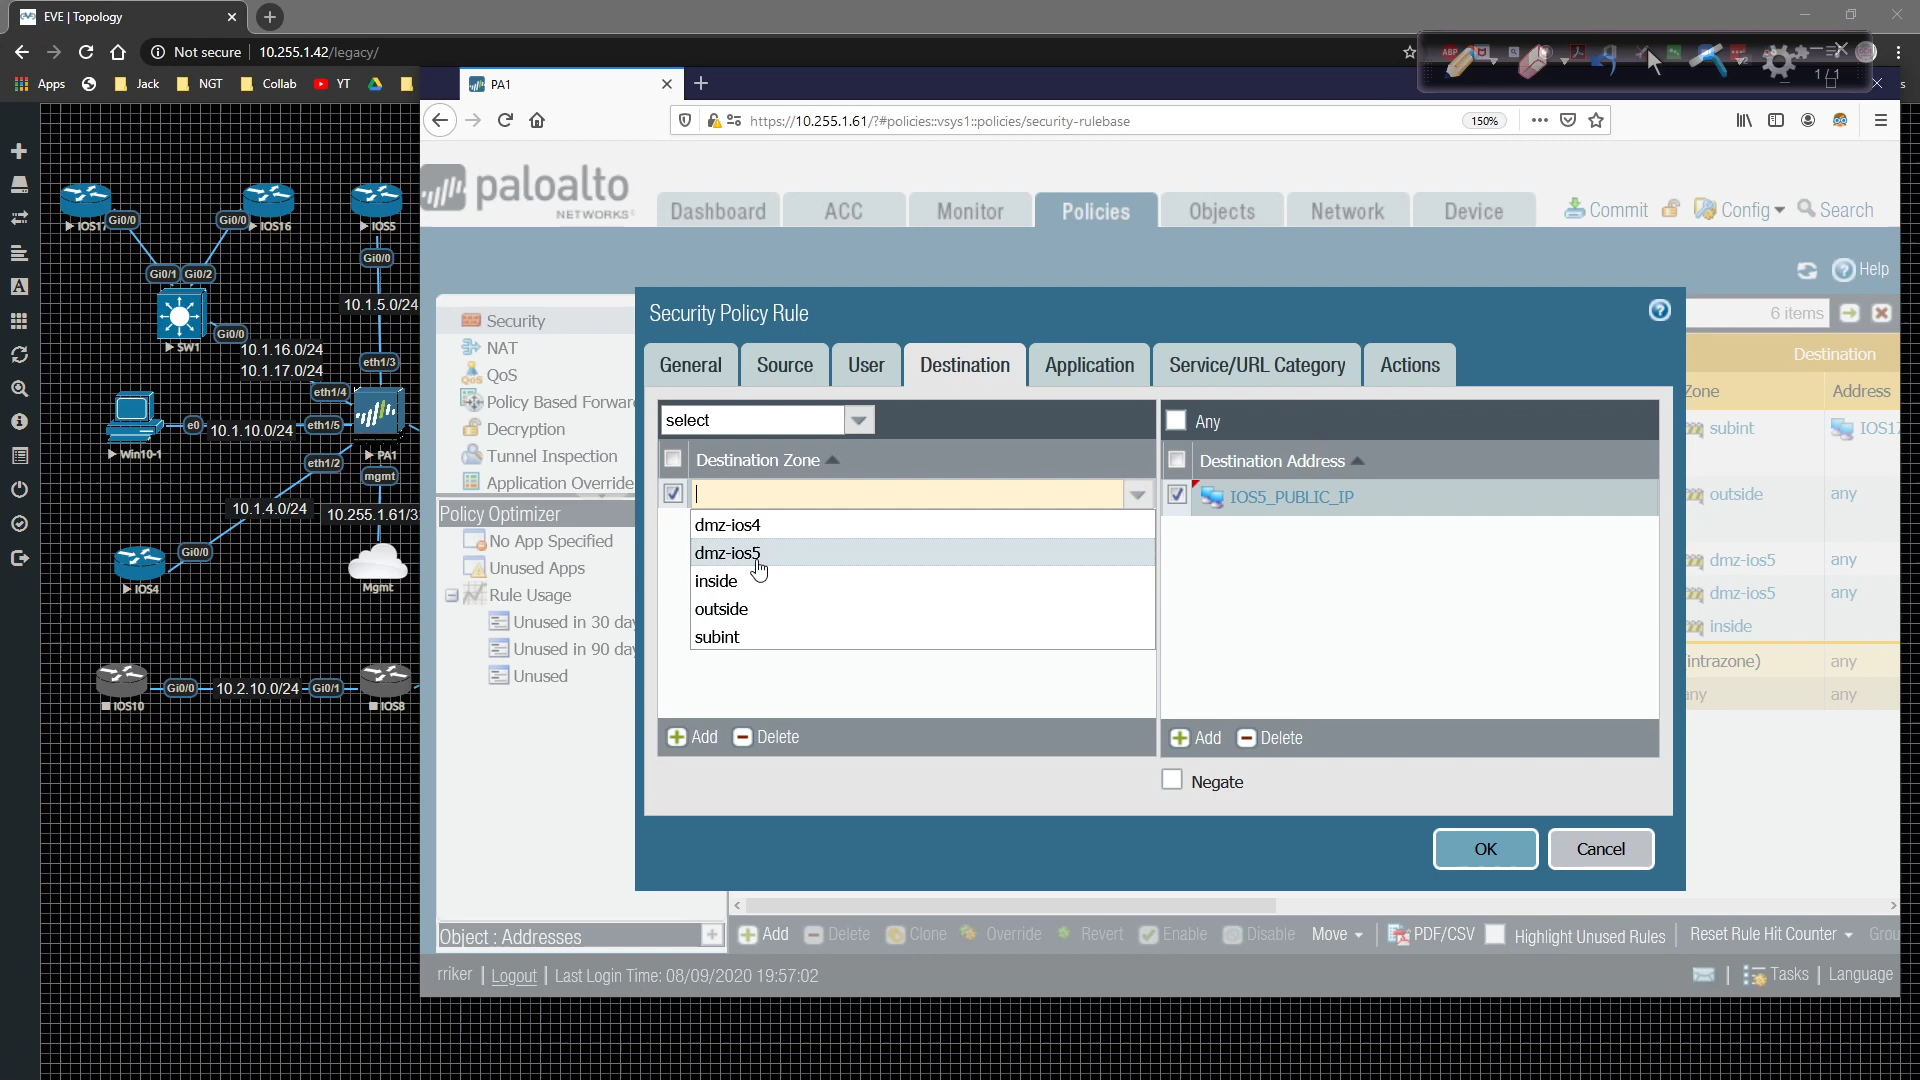 EVE | Topology
Not secure
10.255.1.42/legacy/
Apps
Jack
NGT
Collab
YT
PA1
1/1
https://10.255.1.61/?#policies::vsys1::policies/security-rulebase
150%
paloalto
NETWORKS
Dashboard
ACC
Monitor
Policies
Objects
Network
Device
Commit
Config
Search
Help
6 items
Security
NAT
QoS
Policy Based Forwar
Decryption
Tunnel Inspection
Application Override
Policy Optimizer
No App Specified
Unused Apps
Rule Usage
Unused in 30 da
Unused in 90 da
Unused
Object : Addresses
Security Policy Rule
General
Source
User
Destination
Application
Service/URL Category
Actions
select
Destination Zone
dmz-ios4
dmz-ios5
inside
outside
subint
Add
Delete
Any
Destination Address
IOS5_PUBLIC_IP
Add
Delete
Negate
OK
Cancel
Destination
Zone
Address
subint
IOS17
outside
any
dmz-ios5
any
dmz-ios5
any
inside
(intrazone)
any
any
any
Add
Delete
Clone
Override
Revert
Enable
Disable
Move
PDF/CSV
Highlight Unused Rules
Reset Rule Hit Counter
Grou
rriker
Logout
Last Login Time: 08/09/2020 19:57:02
Tasks
Language
IOS17
Gi0/0
Gi0/0
IOS16
IOS5
Gi0/0
Gi0/1
Gi0/2
10.1.5.0/24
SW1
Gi0/0
10.1.16.0/24
10.1.17.0/24
eth1/3
eth1/4
Win10-1
e0
10.1.10.0/24
eth1/5
PA1
eth1/2
mgmt
10.1.4.0/24
10.255.1.61/3
Gi0/0
IOS4
Mgmt
IOS10
Gi0/0
10.2.10.0/24
Gi0/1
IOS8